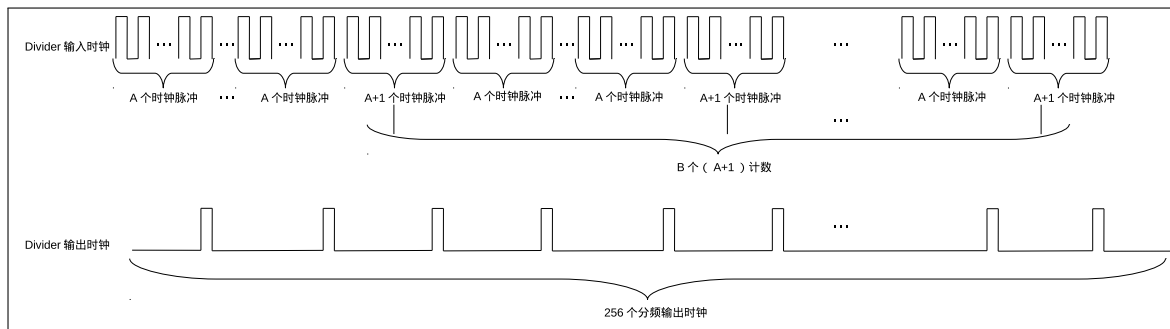 Divider 输入时钟
A 个时钟脉冲 ··· A 个时钟脉冲 A+1 个时钟脉冲 A 个时钟脉冲 ··· A 个时钟脉冲 A+1 个时钟脉冲 A 个时钟脉冲 A+1 个时钟脉冲
B 个（ A+1 ）计数
Divider 输出时钟
256 个分频输出时钟